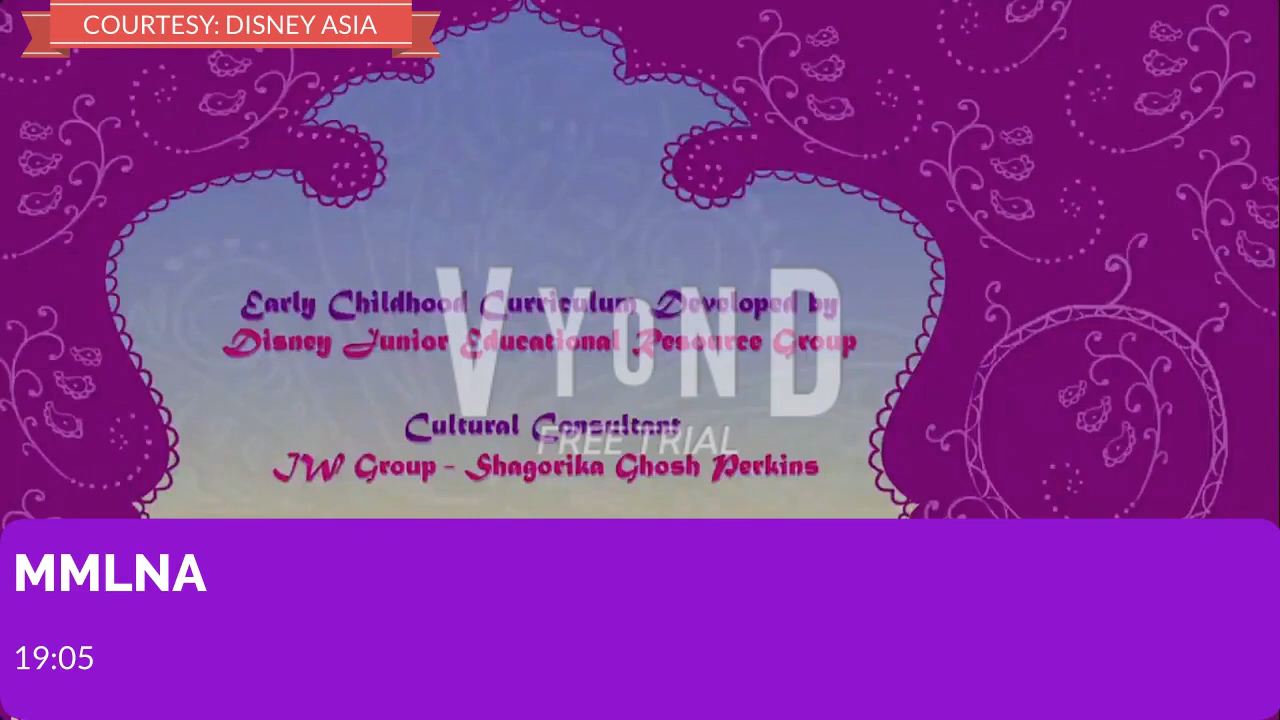 COURTESY: DISNEY ASIA
Early Childhood Curriculum Developed by
Disney Junior Educational Resource Group
VYOND
FREE TRIAL
Cultural Consultant
IW Group - Shagorika Ghosh Perkins
MMLNA
19:05